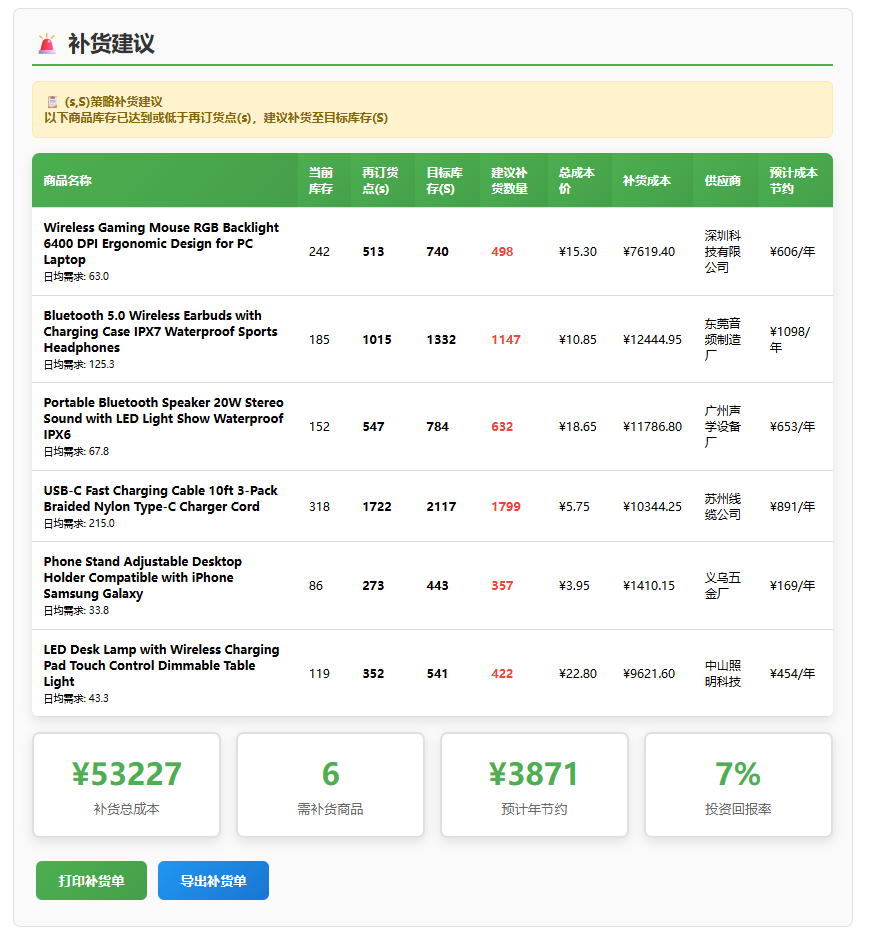 补货建议
(s,S)策略补货建议
以下商品库存已达到或低于再订货点(s)，建议补货至目标库存(S)
商品名称
当前
库存
再订货
点(s)
目标库
存(S)
建议补
货数量
总成本
价
补货成本
供应商
预计成本
节约
Wireless Gaming Mouse RGB Backlight
6400 DPI Ergonomic Design for PC
Laptop
日均需求: 63.0
242
513
740
498
¥15.30
¥7619.40
深圳科
技有限
公司
¥606/年
Bluetooth 5.0 Wireless Earbuds with
Charging Case IPX7 Waterproof Sports
Headphones
日均需求: 125.3
185
1015
1332
1147
¥10.85
¥12444.95
东莞音
频制造
厂
¥1098/
年
Portable Bluetooth Speaker 20W Stereo
Sound with LED Light Show Waterproof
IPX6
日均需求: 67.8
152
547
784
632
¥18.65
¥11786.80
广州声
学设备
厂
¥653/年
USB-C Fast Charging Cable 10ft 3-Pack
Braided Nylon Type-C Charger Cord
日均需求: 215.0
318
1722
2117
1799
¥5.75
¥10344.25
苏州线
缆公司
¥891/年
Phone Stand Adjustable Desktop
Holder Compatible with iPhone
Samsung Galaxy
日均需求: 33.8
86
273
443
357
¥3.95
¥1410.15
义乌五
金厂
¥169/年
LED Desk Lamp with Wireless Charging
Pad Touch Control Dimmable Table
Light
日均需求: 43.3
119
352
541
422
¥22.80
¥9621.60
中山照
明科技
¥454/年
¥53227
补货总成本
6
需补货商品
¥3871
预计年节约
7%
投资回报率
打印补货单
导出补货单